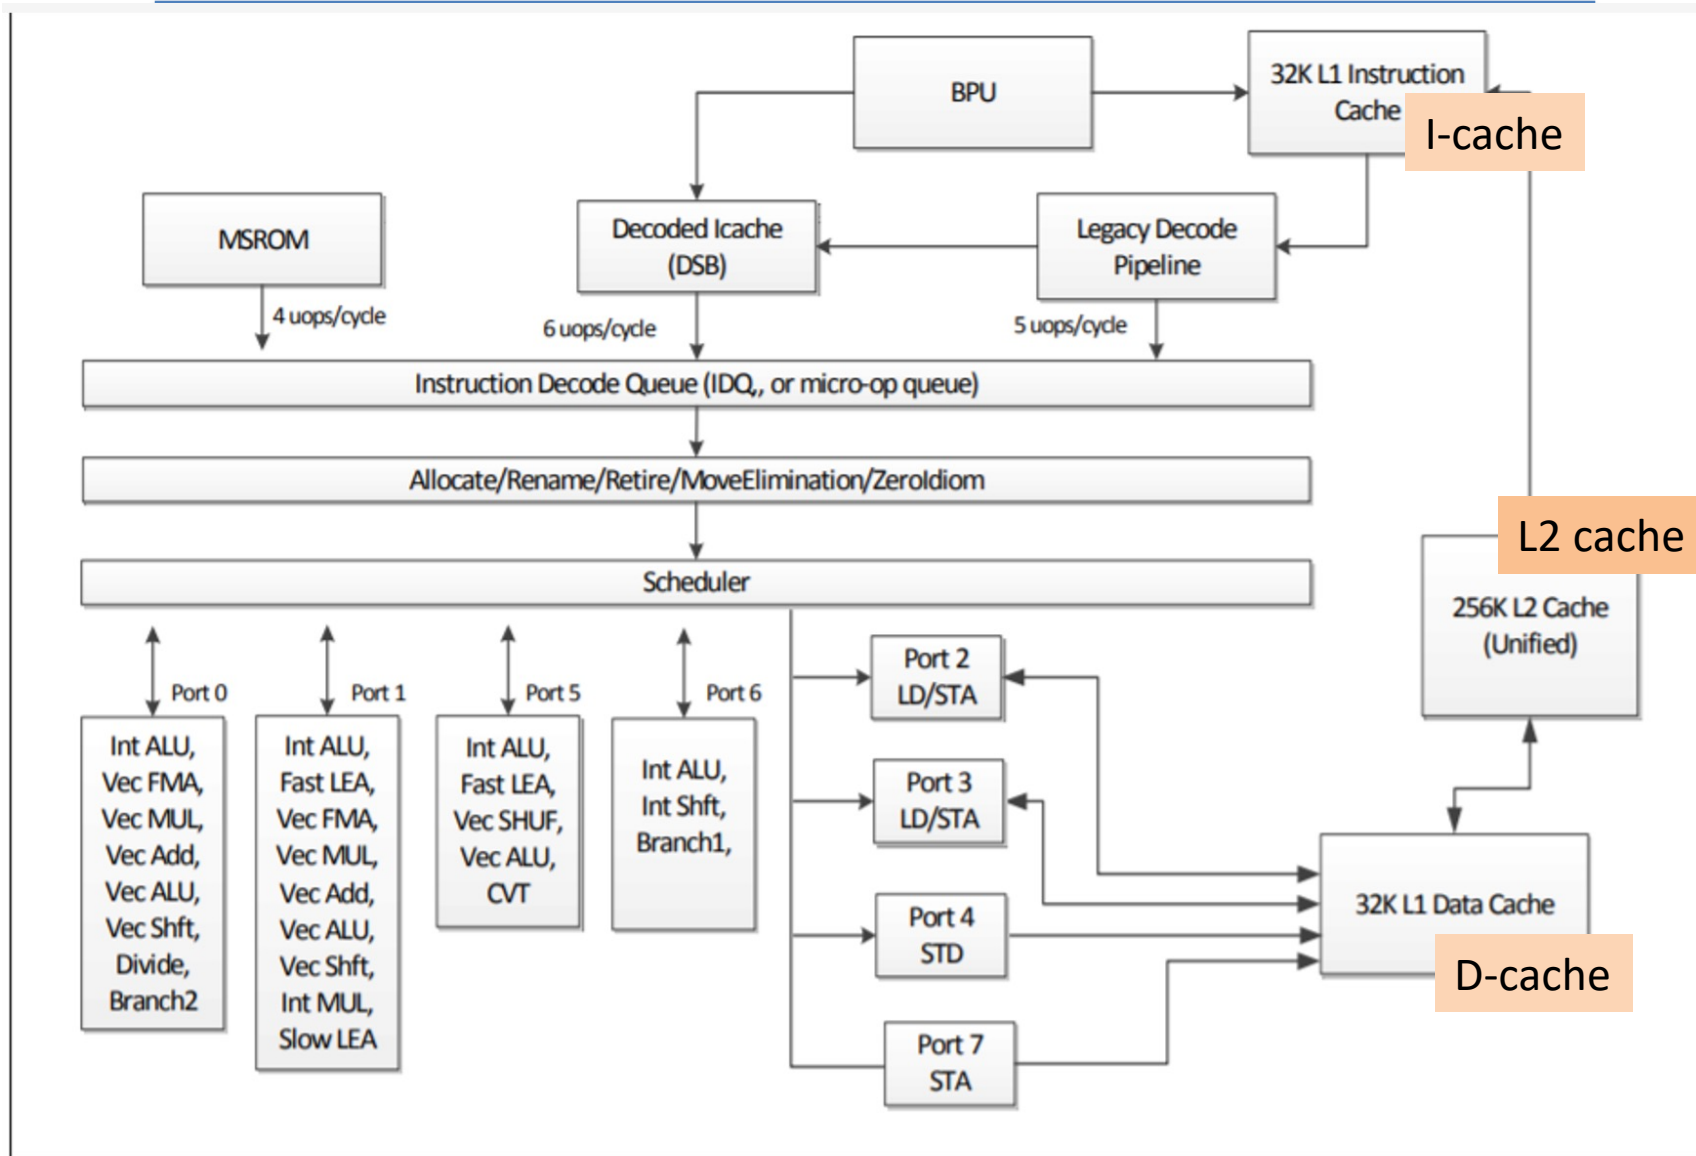 BPU
32K L1 Instruction
Cache
I-cache
MSROM
Decoded Icache
(DSB)
Legacy Decode
Pipeline
4 uops/cycle
6 uops/cycle
5 uops/cycle
Instruction Decode Queue (IDQ,, or micro-op queue)
Allocate/Rename/Retire/MoveElimination/ZeroIdiom
Scheduler
L2 cache
256K L2 Cache
(Unified)
Port 0
Int ALU,
Vec FMA,
Vec MUL,
Vec Add,
Vec ALU,
Vec Shft,
Divide,
Branch2
Port 1
Int ALU,
Fast LEA,
Vec FMA,
Vec MUL,
Vec Add,
Vec ALU,
Vec Shft,
Int MUL,
Slow LEA
Port 5
Int ALU,
Fast LEA,
Vec SHUF,
Vec ALU,
CVT
Port 6
Int ALU,
Int Shft,
Branch1,
Port 2
LD/STA
Port 3
LD/STA
Port 4
STD
Port 7
STA
32K L1 Data Cache
D-cache